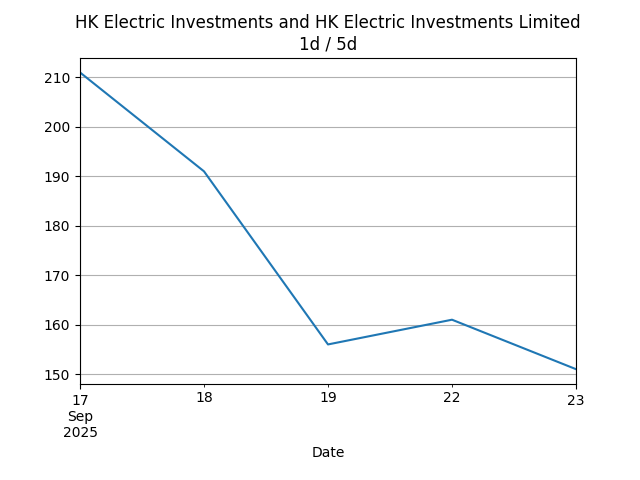 HK Electric Investments and HK Electric Investments Limited
1d / 5d
210
200
190
180
170
160
150
17 18 19 22 23
Sep
2025
Date